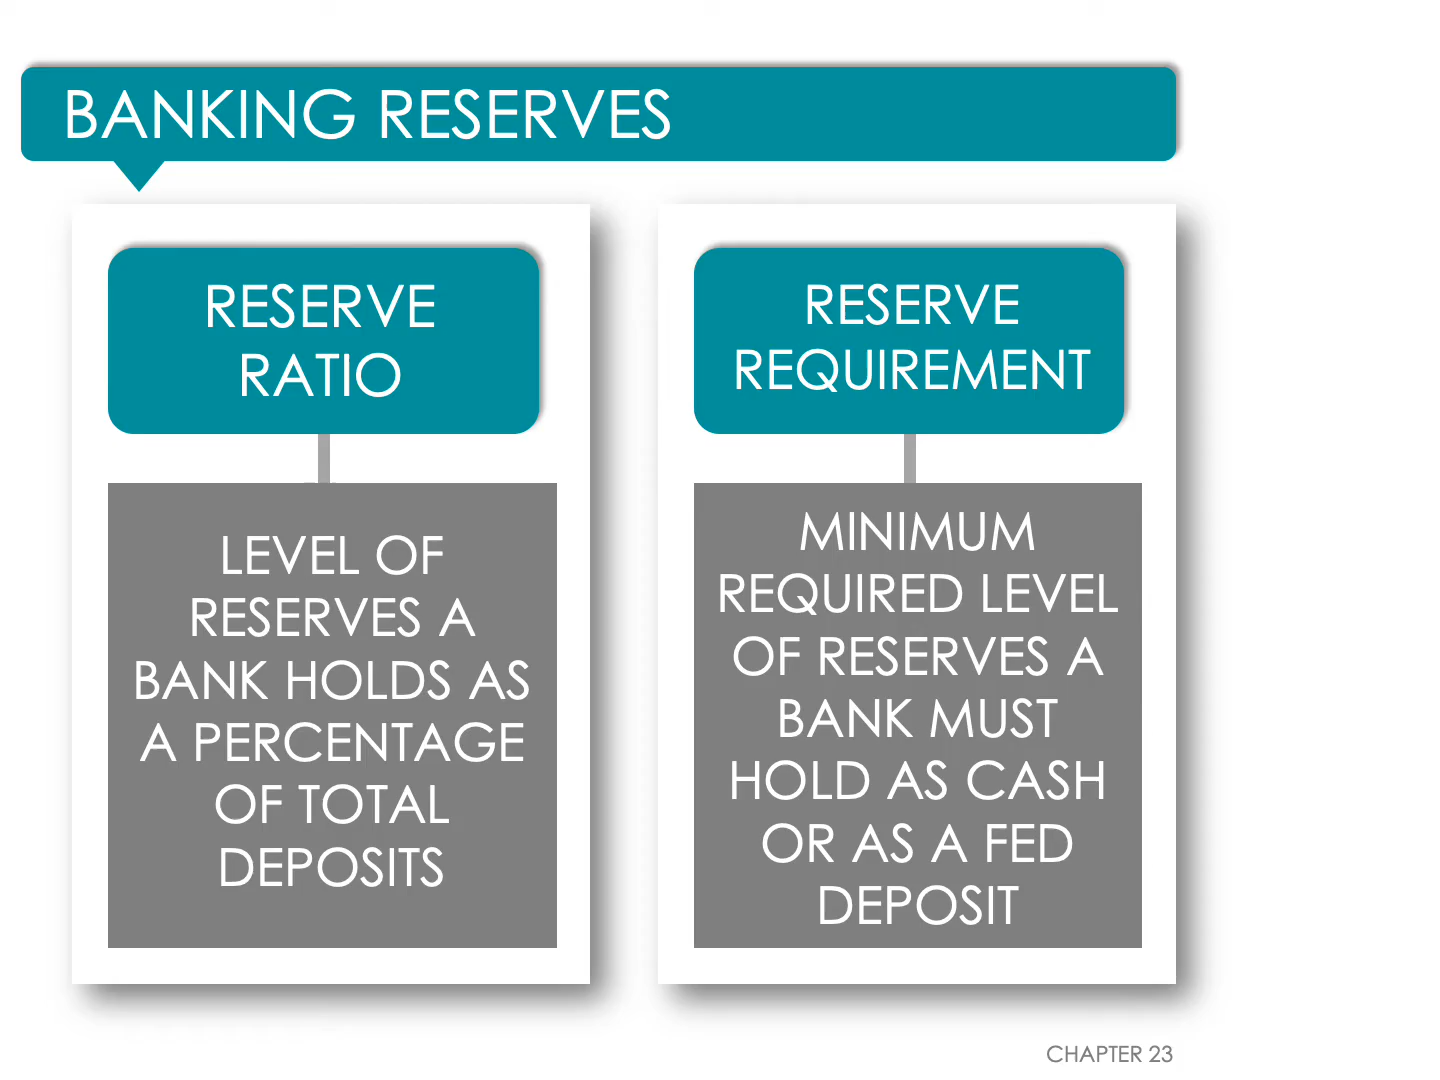 BANKING RESERVES
RESERVE
RATIO
LEVEL OF
RESERVES A
BANK HOLDS AS
A PERCENTAGE
OF TOTAL
DEPOSITS
RESERVE
REQUIREMENT
MINIMUM
REQUIRED LEVEL
OF RESERVES A
BANK MUST
HOLD AS CASH
OR AS A FED
DEPOSIT
CHAPTER 23